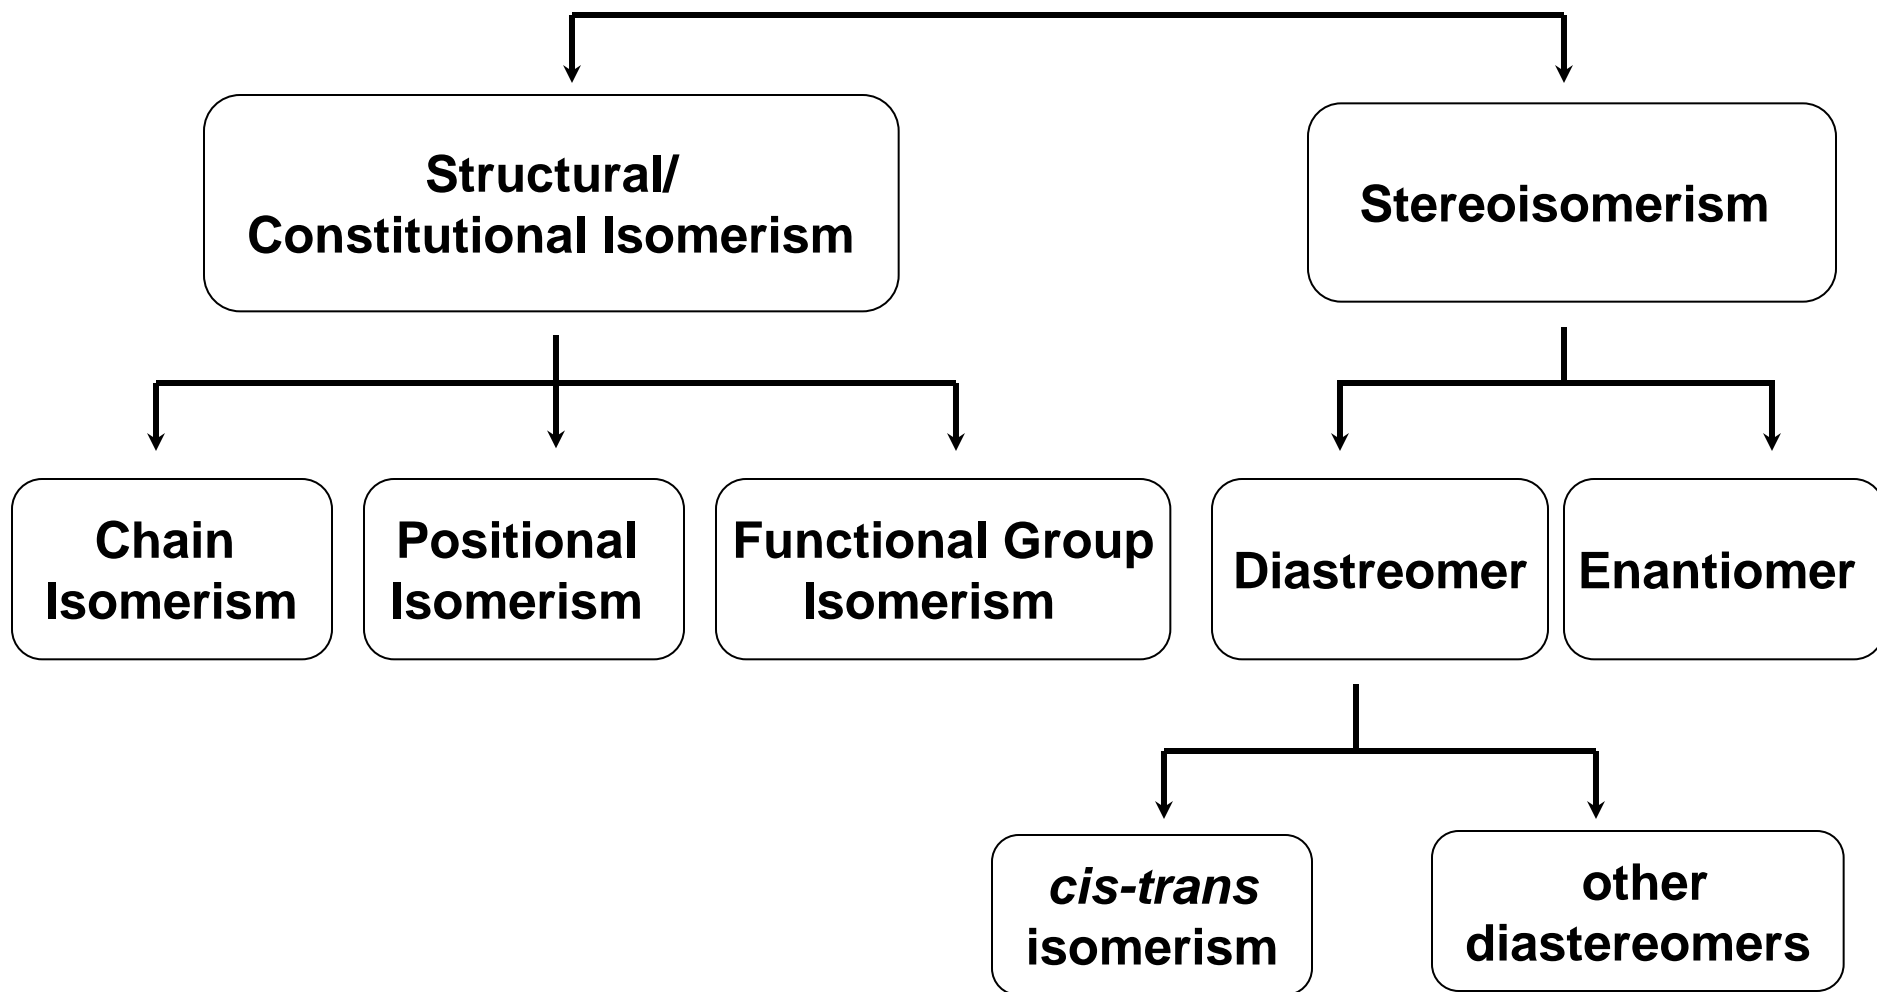 Structural/
Constitutional Isomerism
Stereoisomerism
Chain
Isomerism
Positional
Isomerism
Functional Group
Isomerism
Diastreomer
Enantiomer
cis-trans
isomerism
other
diastereomers